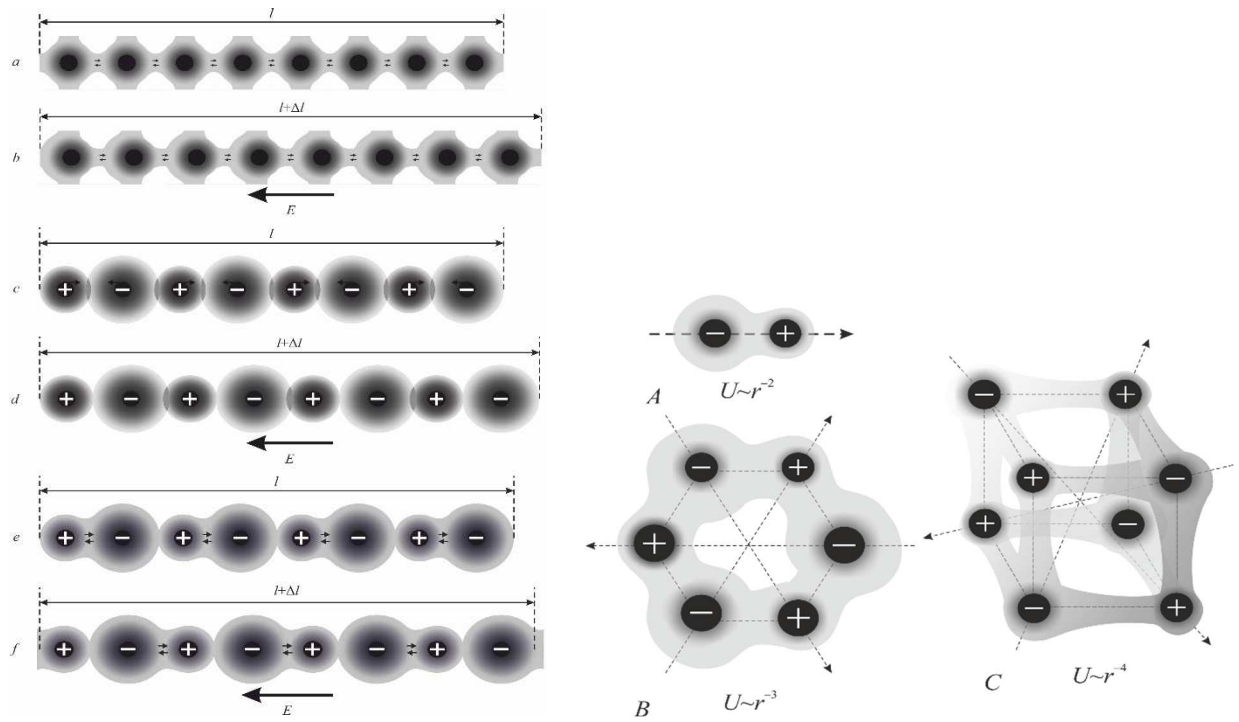 l
a
l+Δl
b
E
l
c + − + − + − + −
l+Δl
d + − + − + − + −
E
l
e + − + − + − + −
l+Δl
f + − + − + − + −
E
− +
A U~r⁻²
− +
+ −
− +
B U~r⁻³
− +
+ −
+ −
− +
C U~r⁻⁴